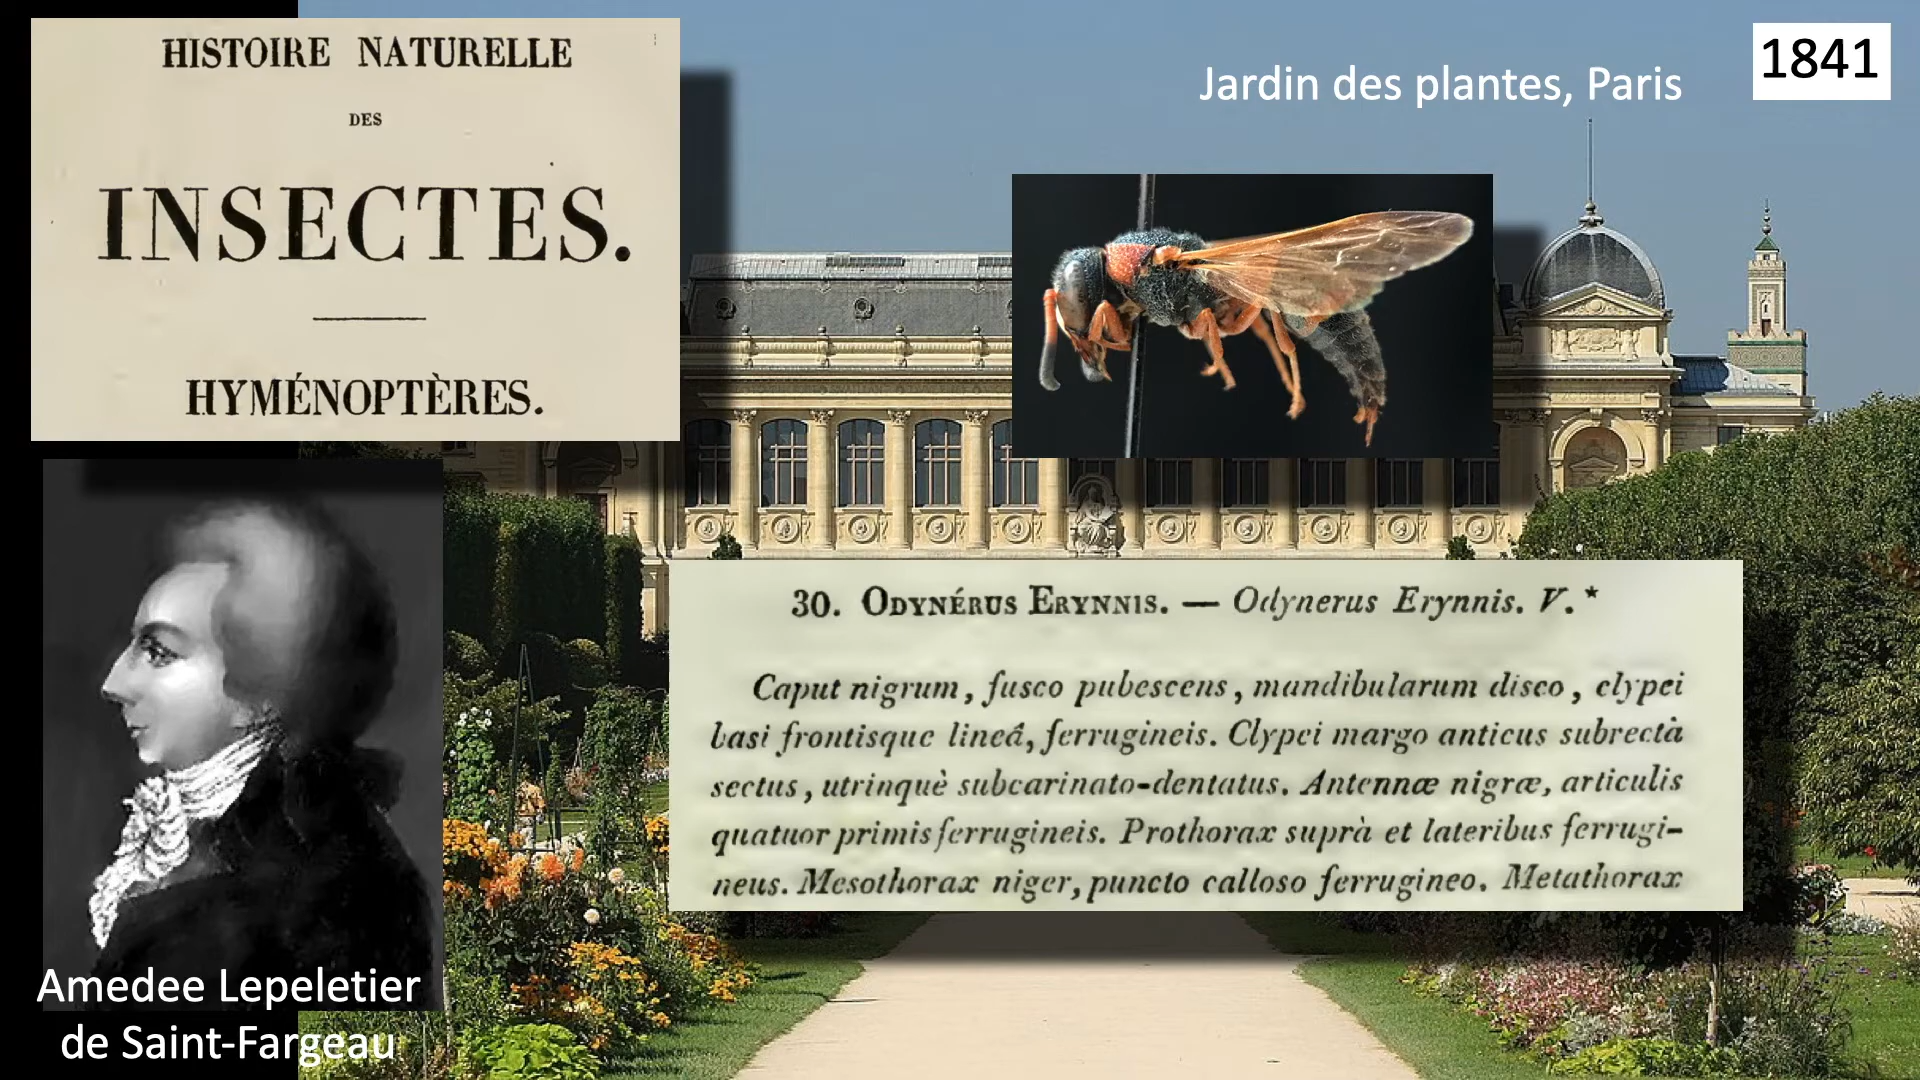 HISTOIRE NATURELLE
DES
INSECTES.
HYMÉNOPTÈRES.
Jardin des plantes, Paris
1841
30. ODYNÉRUS ERYNNIS. — Odynerus Erynnis. V.*
Caput nigrum, fusco pubescens, mandibularum disco, clypei
basi frontisque lineâ, ferrugineis. Clypei margo anticus subrectà
sectus, utrinquè subcarinato-dentatus. Antennæ nigræ, articulis
quatuor primis ferrugineis. Prothorax suprà et lateribus ferrugi-
neus. Mesothorax niger, puncto calloso ferrugineo. Metathorax
Amedee Lepeletier
de Saint-Fargeau